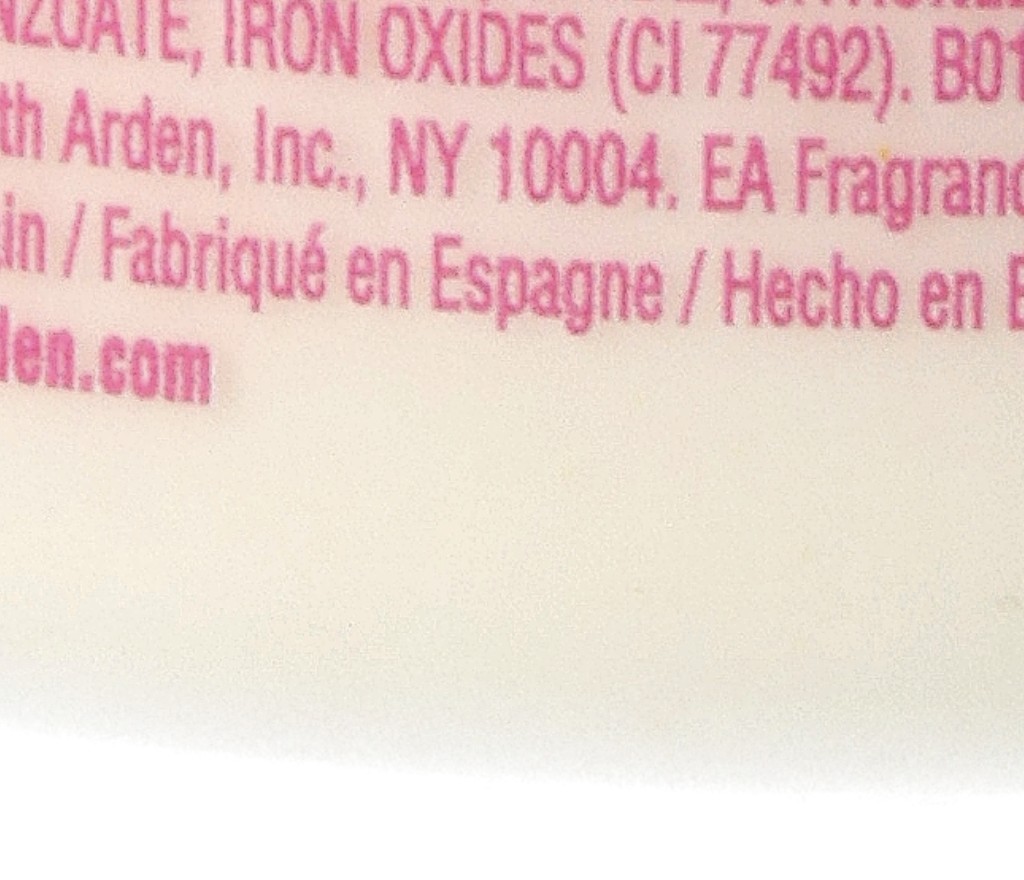 NZOATE, IRON OXIDES (CI 77492). B01
th Arden, Inc., NY 10004. EA Fragranc
in / Fabriqué en Espagne / Hecho en E
den.com